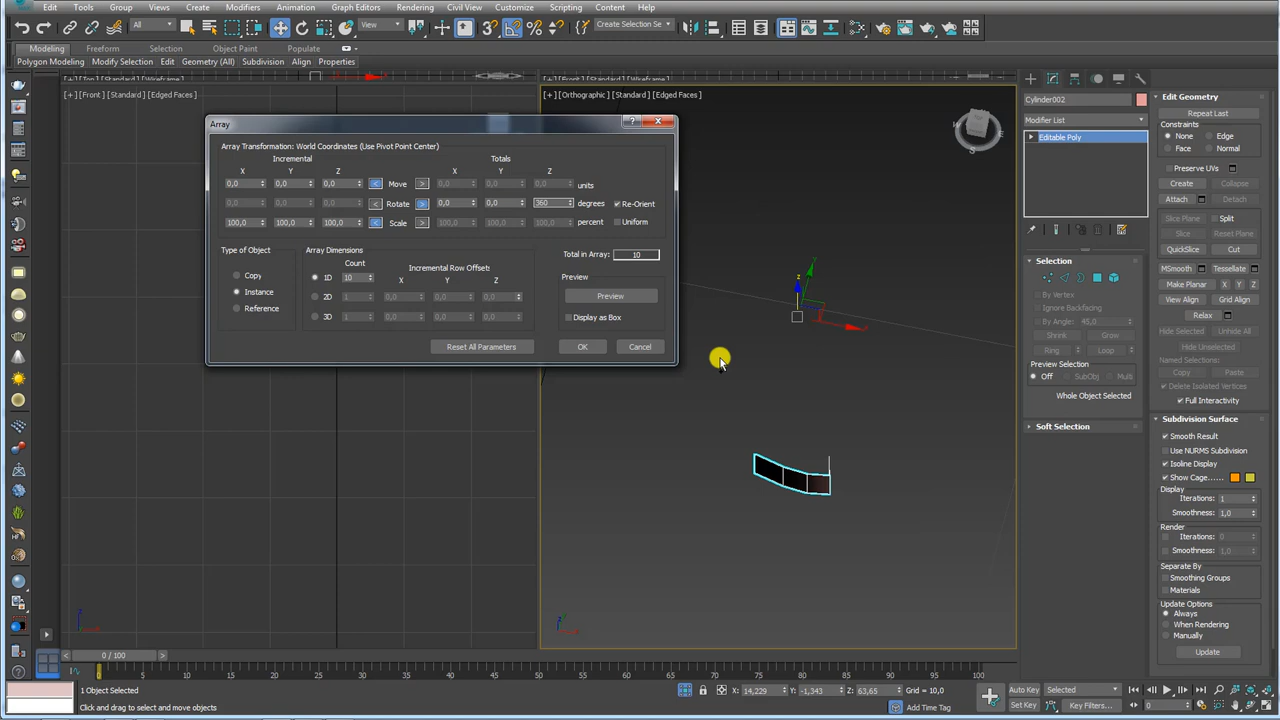 Edit Tools Group Views Create Modifiers Animation Graph Editors Rendering Civil View Customize Scripting Content Help
All View Create Selection Se
Modeling Freeform Selection Object Paint Populate
Polygon Modeling Modify Selection Edit Geometry (All) Subdivision Align Properties
[+] [Front ] [Standard ] [Edged Faces ]
[+] [Orthographic ] [Standard ] [Edged Faces ]
Array
Array Transformation: World Coordinates (Use Pivot Point Center)
Incremental Totals
X Y Z X Y Z
0,0 0,0 0,0 < Move > 0,0 0,0 0,0 units
0,0 0,0 0,0 < Rotate > 0,0 0,0 360 degrees Re-Orient
100,0 100,0 100,0 < Scale > 100,0 100,0 100,0 percent Uniform
Type of Object
Copy
Instance
Reference
Array Dimensions
Count
Incremental Row Offset:
X Y Z
1D 10
2D 1 0,0 0,0 0,0
3D 1 0,0 0,0 0,0
Total in Array: 10
Preview
Preview
Display as Box
Reset All Parameters OK Cancel
z
Y
S
Cylinder002
Modifier List
Editable Poly
Selection
By Vertex
Ignore Backfacing
By Angle: 45,0
Shrink Grow
Ring Loop
Preview Selection
Off SubObj Multi
Whole Object Selected
Soft Selection
Edit Geometry
Repeat Last
Constraints
None Edge
Face Normal
Preserve UVs
Create Collapse
Attach Detach
Slice Plane Split
Slice Reset Plane
QuickSlice Cut
MSmooth Tessellate
Make Planar X Y Z
View Align Grid Align
Relax
Hide Selected Unhide All
Hide Unselected
Named Selections:
Copy Paste
Delete Isolated Vertices
Full Interactivity
Subdivision Surface
Smooth Result
Use NURMS Subdivision
Isoline Display
Show Cage......
Display
Iterations: 1
Smoothness: 1,0
Render
Iterations: 0
Smoothness: 1,0
Separate By
Smoothing Groups
Materials
Update Options
Always
When Rendering
Manually
Update
< 0 / 100 >
0 5 10 15 20 25 30 35 40 45 50 55 60 65 70 75 80 85 90 95 100
1 Object Selected
Click and drag to select and move objects
X: 14,229 Y: -1,343 Z: 63,65 Grid = 10,0
Add Time Tag
Auto Key Selected
Set Key Key Filters...
0